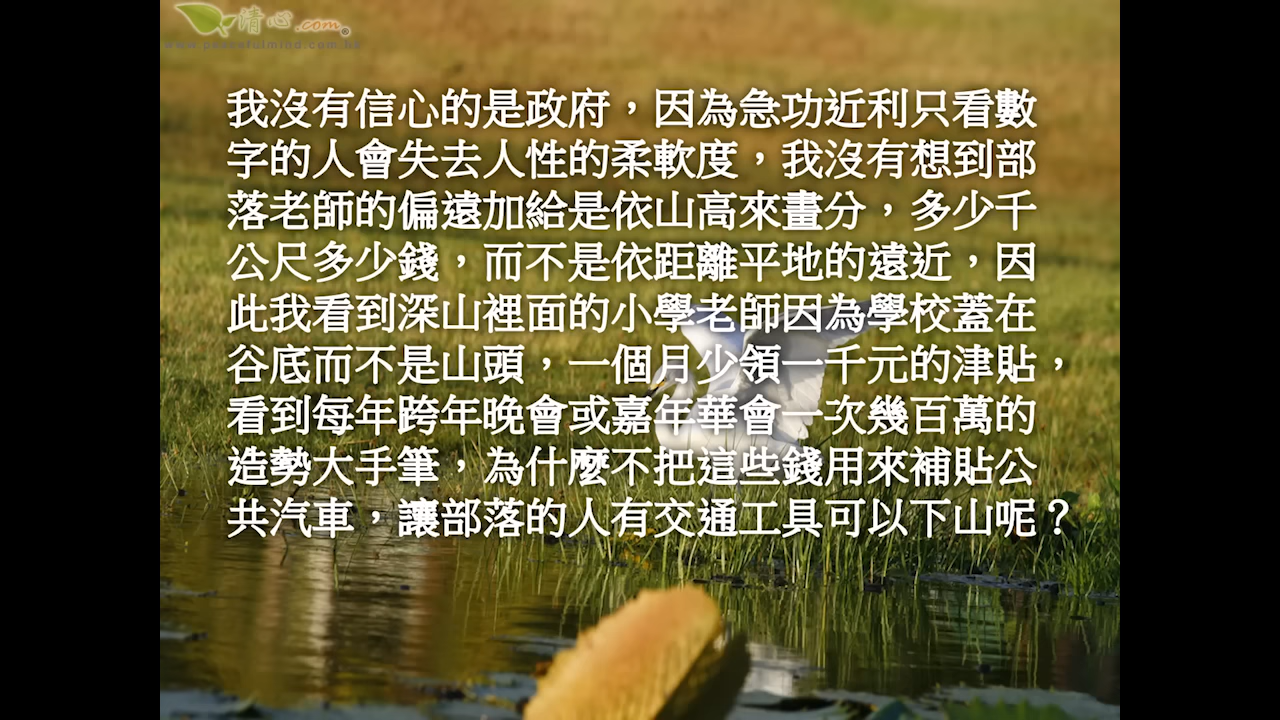 清心.com®
www.peacefulmind.com.hk
我沒有信心的是政府，因為急功近利只看數
字的人會失去人性的柔軟度，我沒有想到部
落老師的偏遠加給是依山高來畫分，多少千
公尺多少錢，而不是依距離平地的遠近，因
此我看到深山裡面的小學老師因為學校蓋在
谷底而不是山頭，一個月少領一千元的津貼，
看到每年跨年晚會或嘉年華會一次幾百萬的
造勢大手筆，為什麼不把這些錢用來補貼公
共汽車，讓部落的人有交通工具可以下山呢？